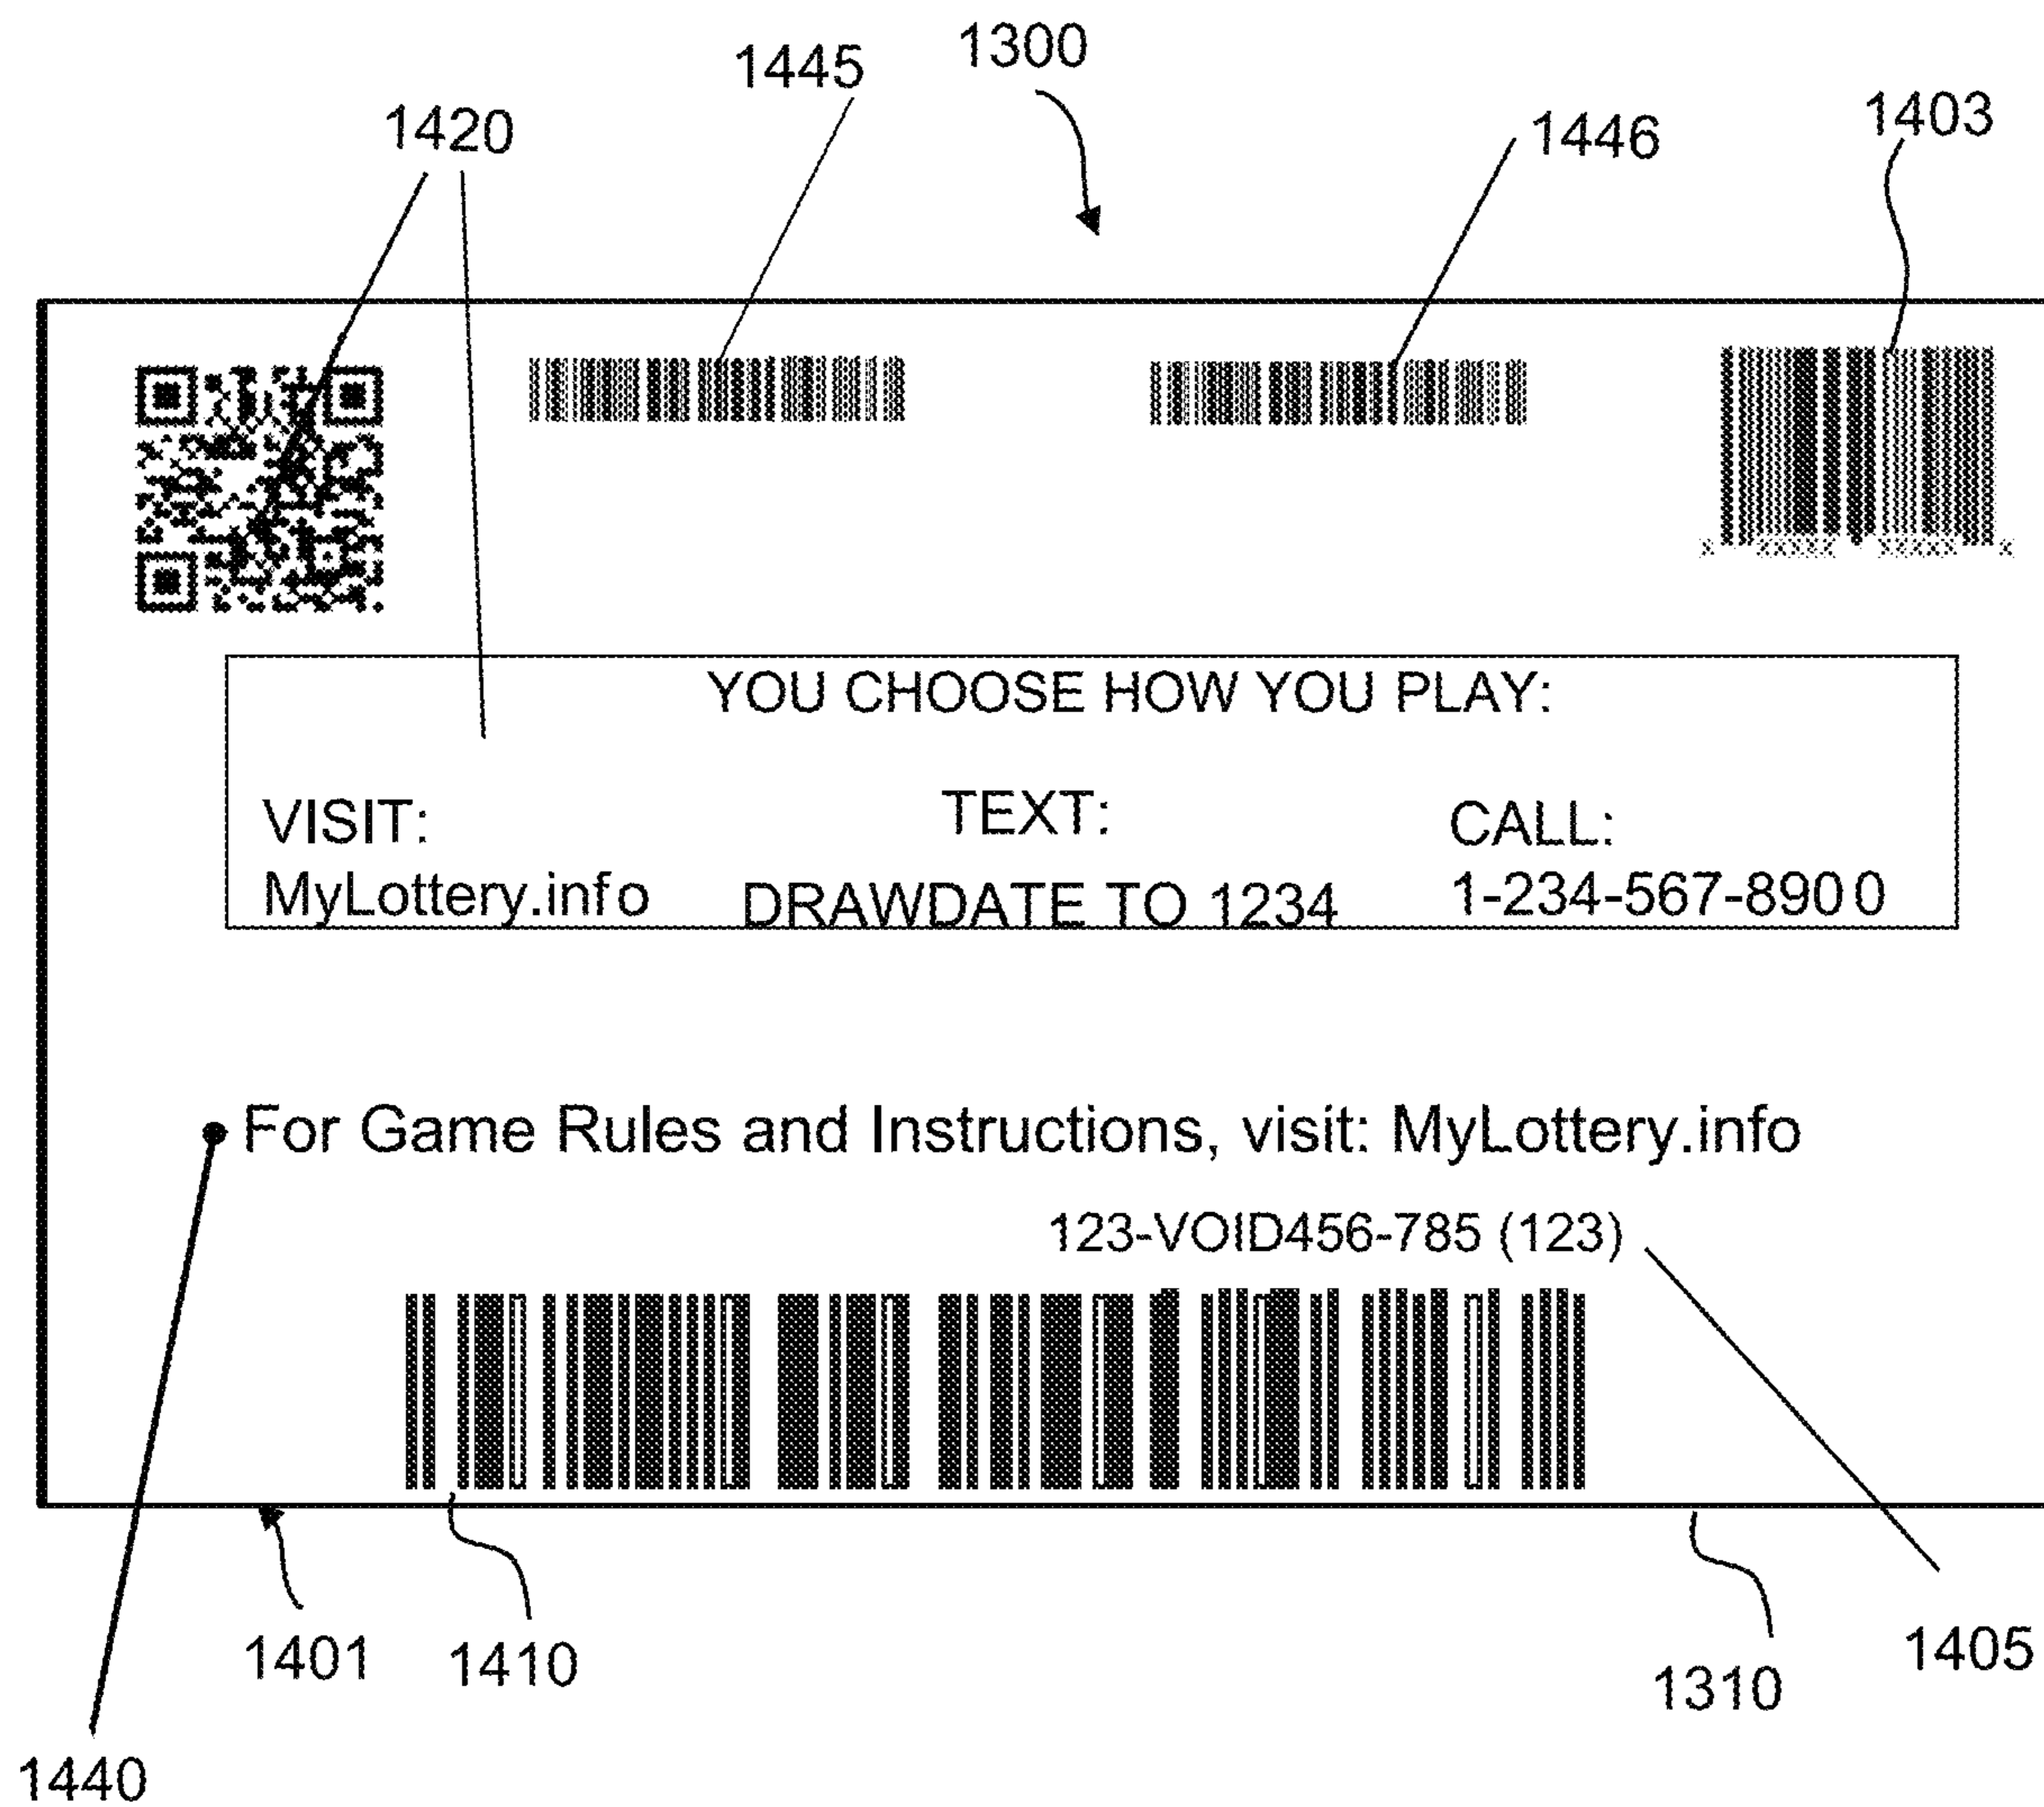 1300
1445
1420
1446
1403
YOU CHOOSE HOW YOU PLAY:
VISIT:
TEXT:
CALL:
MyLottery.info
DRAWDATE TO 1234
1-234-567-8900
For Game Rules and Instructions, visit: MyLottery.info
123-VOID456-785 (123)
1401
1410
1310
1405
1440